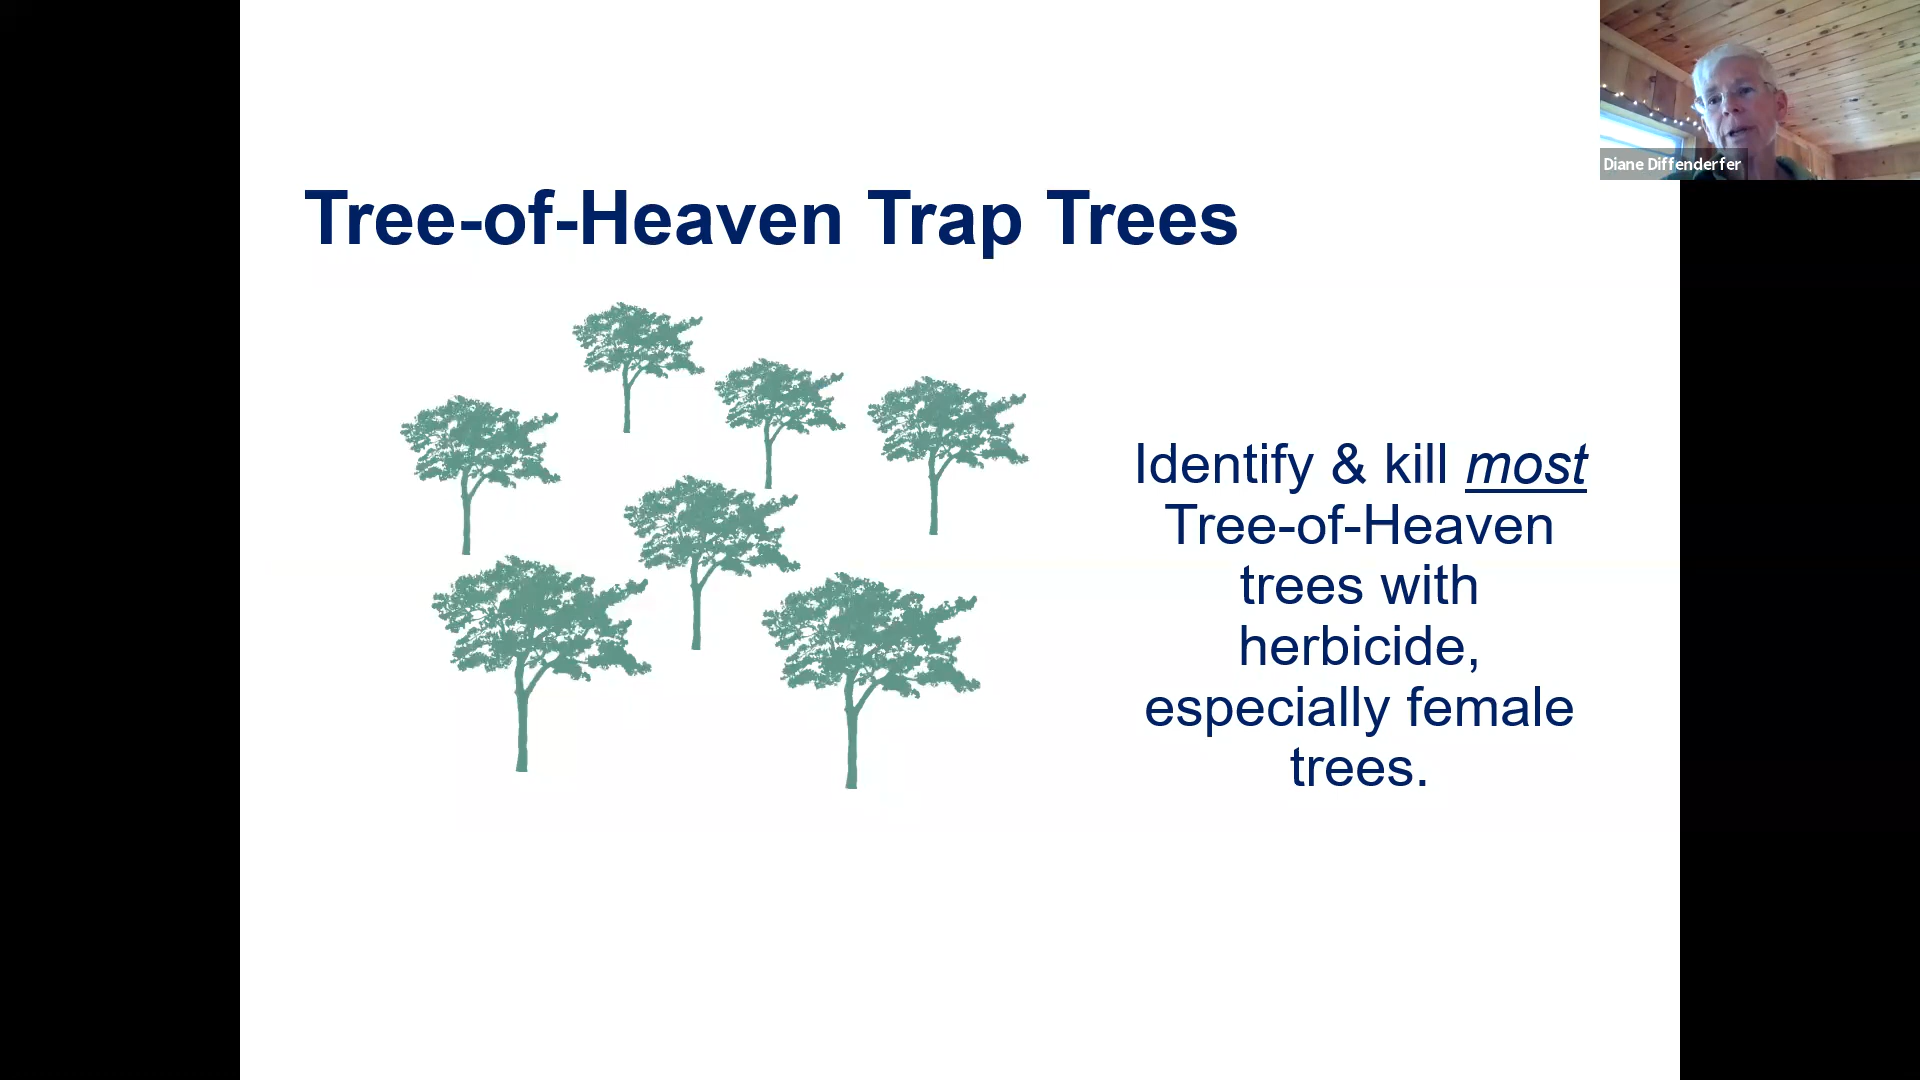 Diane Diffenderfer
Tree-of-Heaven Trap Trees
Identify & kill most
Tree-of-Heaven
trees with
herbicide,
especially female
trees.